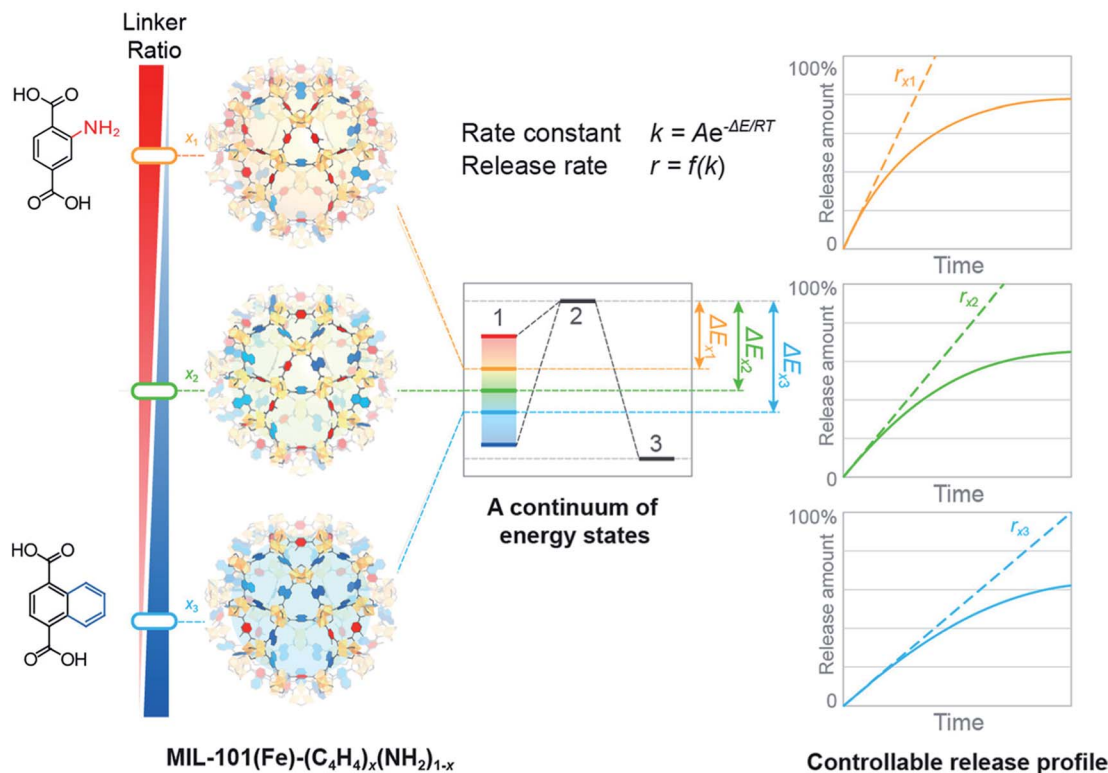 Linker
Ratio
HO
O
NH₂
O
OH
x₁
x₂
HO
O
O
OH
x₃
MIL-101(Fe)-(C₄H₄)ₓ(NH₂)₁₋ₓ
Rate constant k = Ae^-ΔE/RT
Release rate r = f(k)
1
2
3
ΔEₓ₁
ΔEₓ₂
ΔEₓ₃
A continuum of
energy states
100%
Release amount
0
rₓ₁
Time
100%
Release amount
0
rₓ₂
Time
100%
Release amount
0
rₓ₃
Time
Controllable release profile